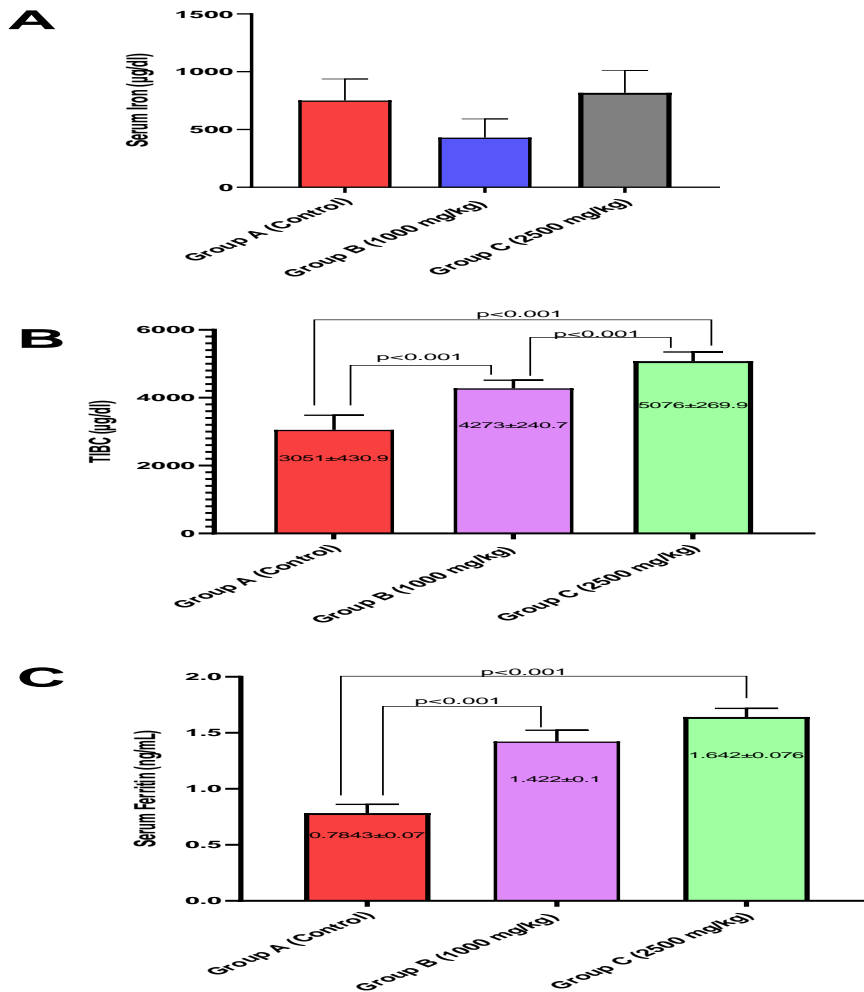 A
Serum Iron (µg/dl)
1500
1000
500
0
Group A (Control)
Group B (1000 mg/kg)
Group C (2500 mg/kg)
B
TIBC (µg/dl)
6000
4000
2000
0
p<0.001
p<0.001
p<0.001
3051±430.9
4273±240.7
5076±269.9
Group A (Control)
Group B (1000 mg/kg)
Group C (2500 mg/kg)
C
Serum Ferritin (ng/mL)
2.0
1.5
1.0
0.5
0.0
p<0.001
p<0.001
0.7843±0.07
1.422±0.1
1.642±0.076
Group A (Control)
Group B (1000 mg/kg)
Group C (2500 mg/kg)